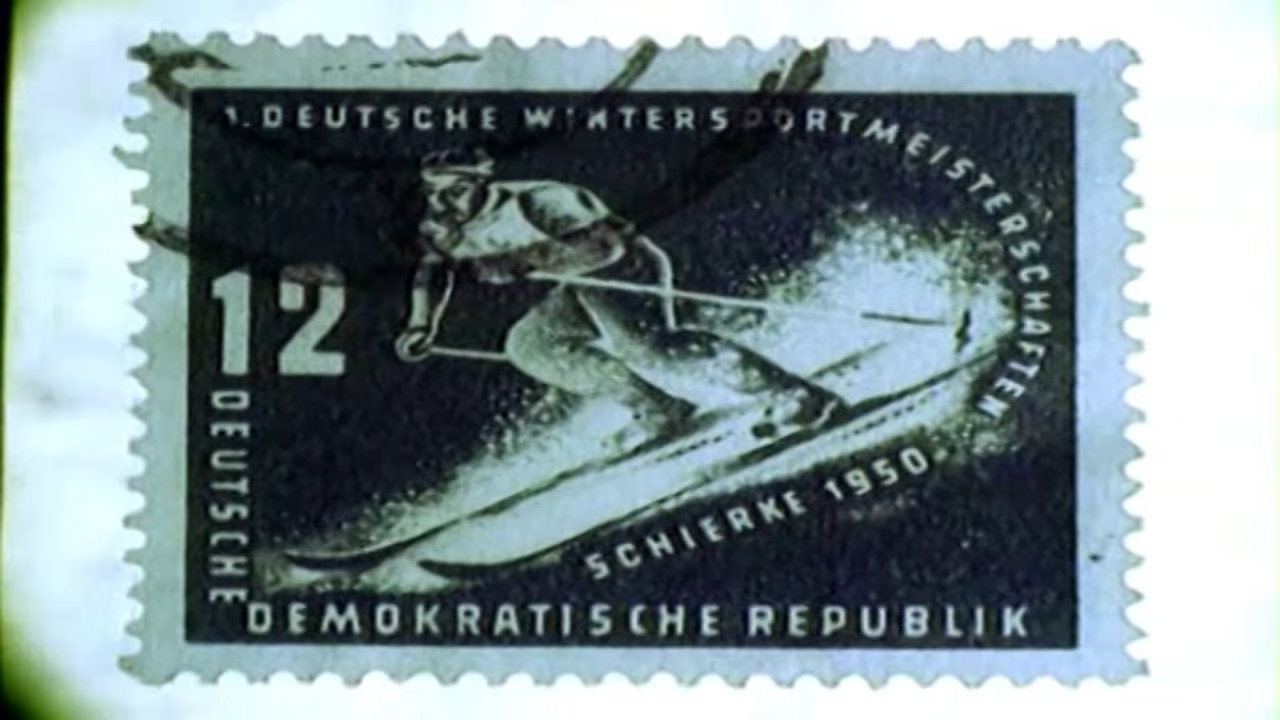 1. DEUTSCHE WINTERSPORTMEISTERSCHAFTEN
12
SCHIERKE 1950
DEUTSCHE
DEMOKRATISCHE REPUBLIK